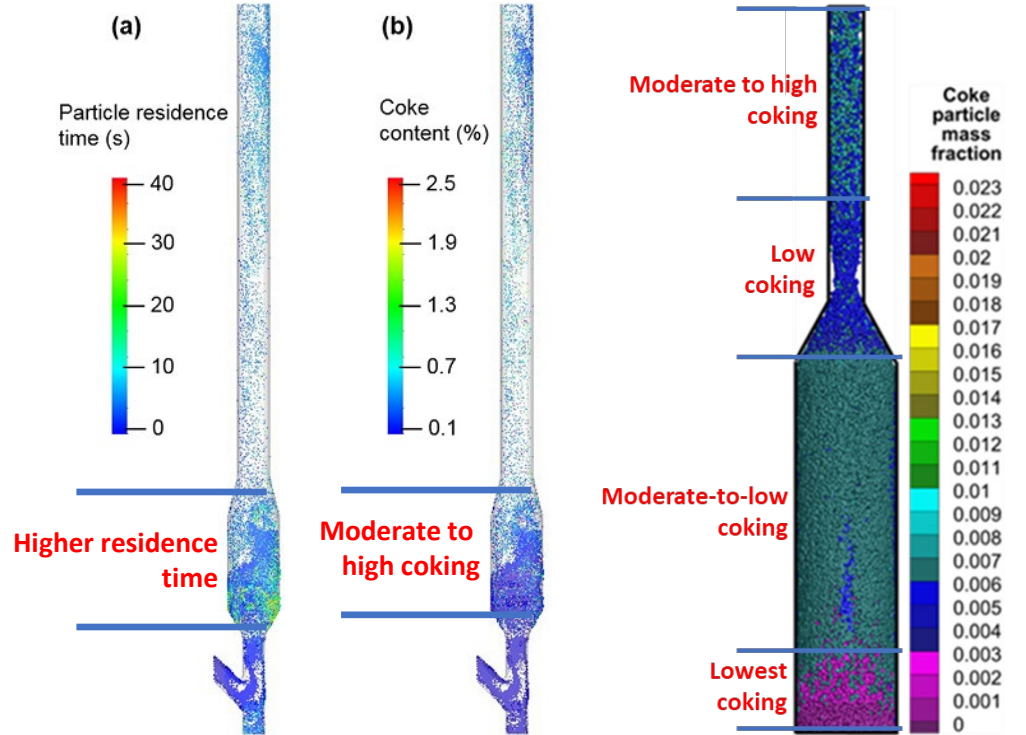 (a)
Particle residence
time (s)
40
30
20
10
0
Higher residence
time
(b)
Coke
content (%)
2.5
1.9
1.3
0.7
0.1
Moderate to
high coking
Moderate to high
coking
Low
coking
Moderate-to-low
coking
Lowest
coking
Coke
particle
mass
fraction
0.023
0.022
0.021
0.02
0.019
0.018
0.017
0.016
0.015
0.014
0.013
0.012
0.011
0.01
0.009
0.008
0.007
0.006
0.005
0.004
0.003
0.002
0.001
0